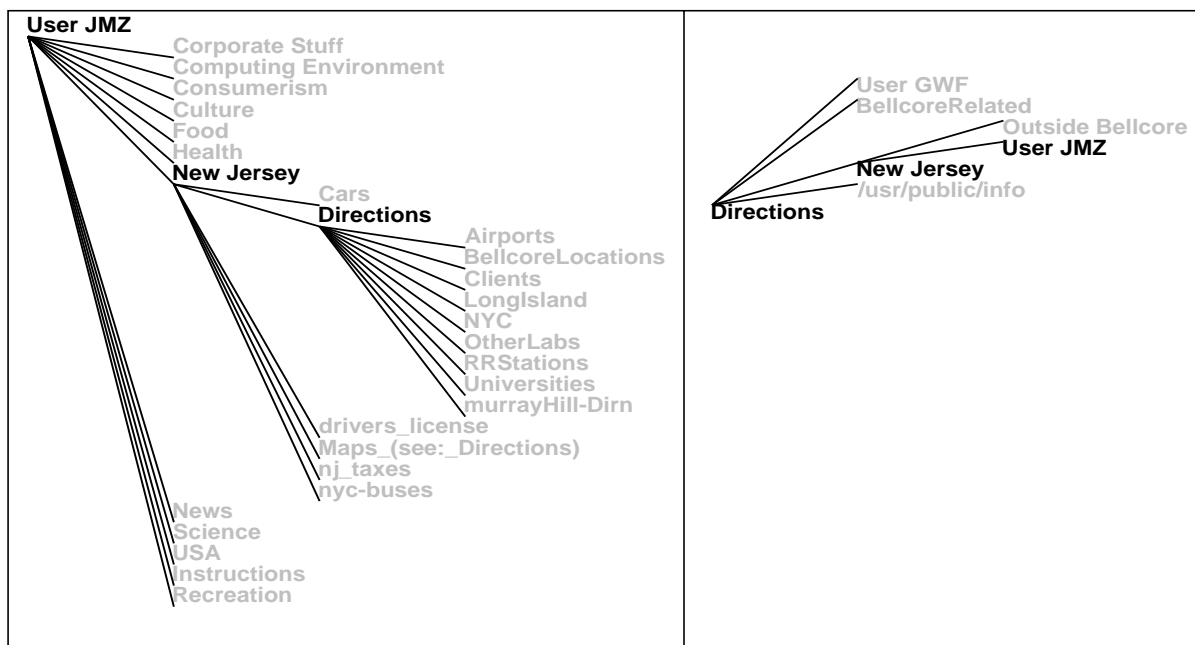 User JMZ
Corporate Stuff
Computing Environment
Consumerism
Culture
Food
Health
New Jersey
Cars
Directions
Airports
BellcoreLocations
Clients
LongIsland
NYC
OtherLabs
RRStations
Universities
murrayHill-Dirn
drivers_license
Maps_(see:_Directions)
nj_taxes
nyc-buses
News
Science
USA
Instructions
Recreation
User GWF
BellcoreRelated
Outside Bellcore
User JMZ
New Jersey
/usr/public/info
Directions